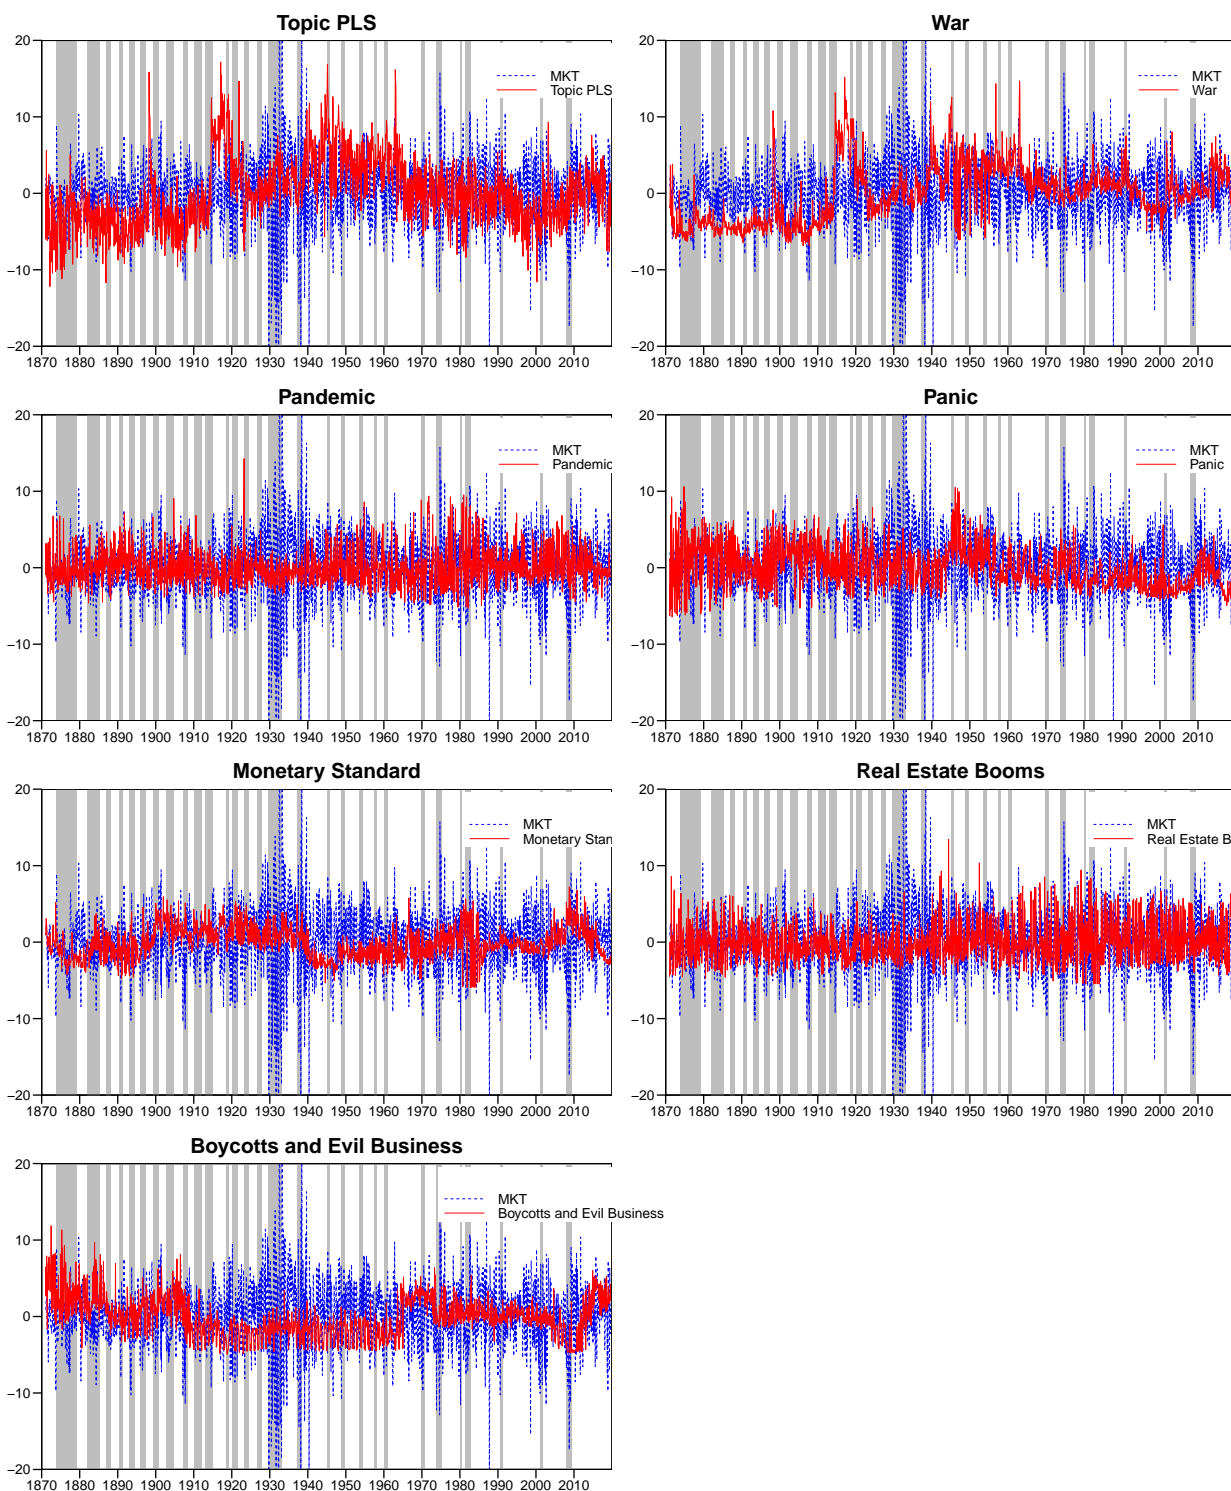 Topic PLS
20
10
0
−10
−20
MKT
Topic PLS
1870 1880 1890 1900 1910 1920 1930 1940 1950 1960 1970 1980 1990 2000 2010
War
20
10
0
−10
−20
MKT
War
1870 1880 1890 1900 1910 1920 1930 1940 1950 1960 1970 1980 1990 2000 2010
Pandemic
20
10
0
−10
−20
MKT
Pandemic
1870 1880 1890 1900 1910 1920 1930 1940 1950 1960 1970 1980 1990 2000 2010
Panic
20
10
0
−10
−20
MKT
Panic
1870 1880 1890 1900 1910 1920 1930 1940 1950 1960 1970 1980 1990 2000 2010
Monetary Standard
20
10
0
−10
−20
MKT
Monetary Stan
1870 1880 1890 1900 1910 1920 1930 1940 1950 1960 1970 1980 1990 2000 2010
Real Estate Booms
20
10
0
−10
−20
MKT
Real Estate B
1870 1880 1890 1900 1910 1920 1930 1940 1950 1960 1970 1980 1990 2000 2010
Boycotts and Evil Business
20
10
0
−10
−20
MKT
Boycotts and Evil Business
1870 1880 1890 1900 1910 1920 1930 1940 1950 1960 1970 1980 1990 2000 2010